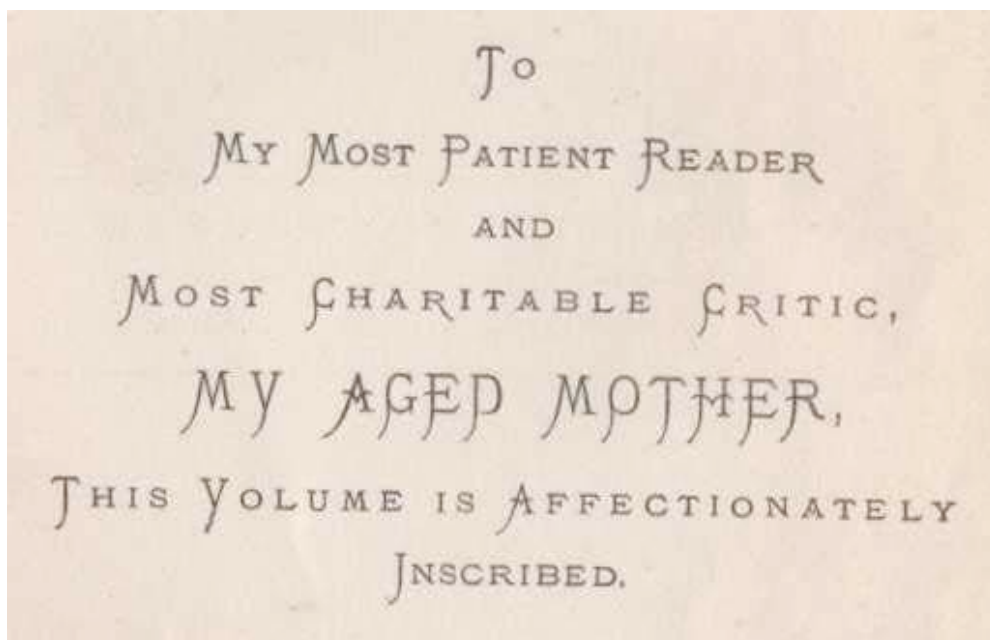 To
My Most Patient Reader
AND
Most Charitable Critic,
MY AGED MOTHER,
This Volume is Affectionately
Inscribed.